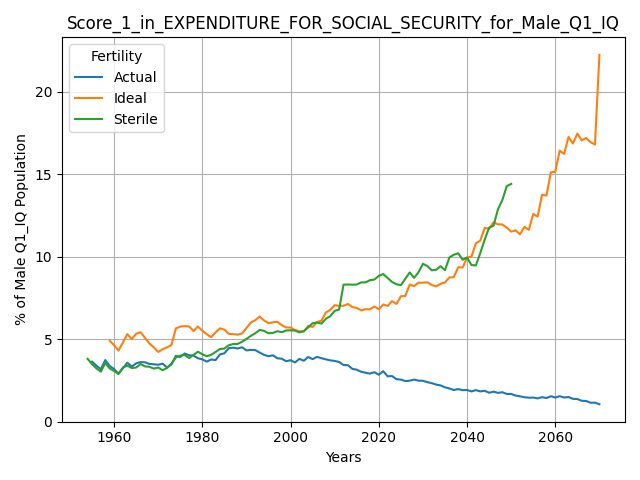 Score_1_in_EXPENDITURE_FOR_SOCIAL_SECURITY_for_Male_Q1_IQ
Fertility
Actual
Ideal
Sterile
% of Male Q1_IQ Population
20
15
10
5
0
1960 1980 2000 2020 2040 2060
Years